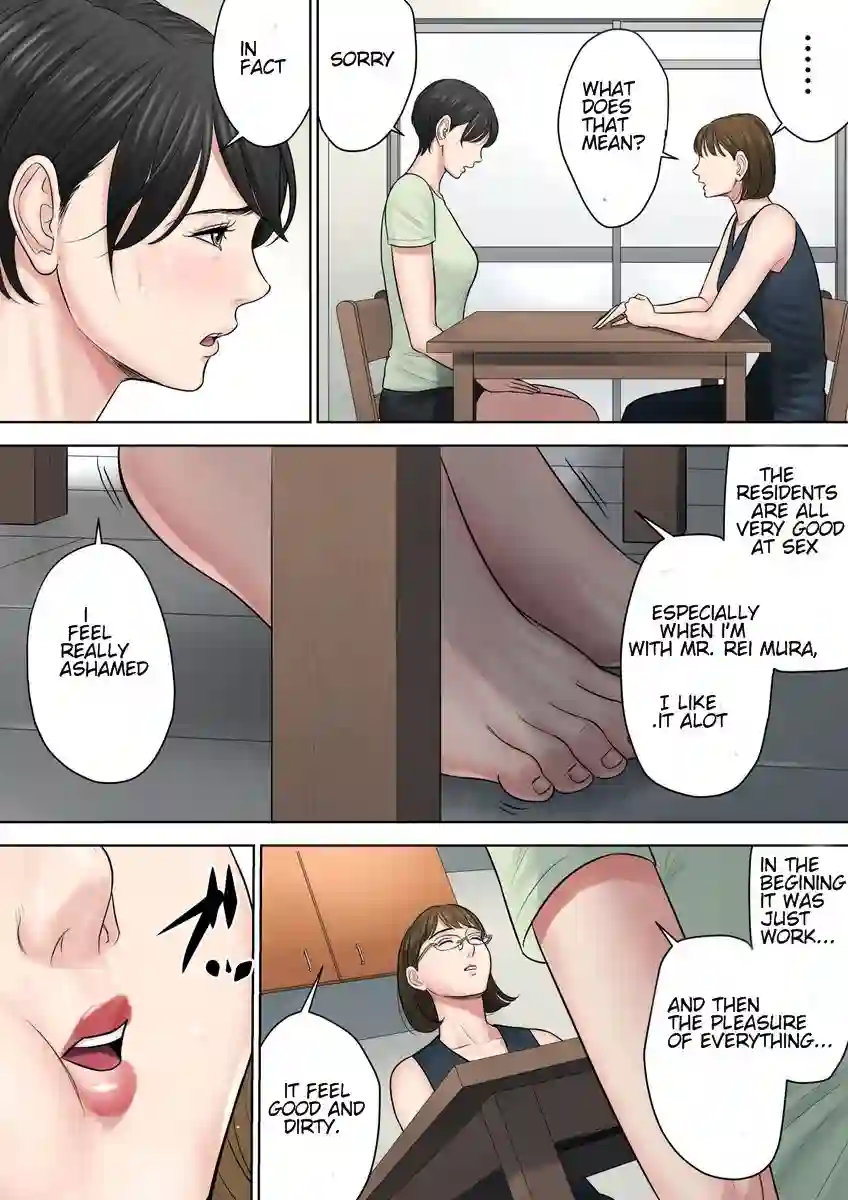 ......
WHAT
DOES
THAT
MEAN?
SORRY
IN
FACT
THE
RESIDENTS
ARE ALL
VERY GOOD
AT SEX
ESPECIALLY
WHEN I'M
WITH MR. REI MURA,
I LIKE
.IT ALOT
I
FEEL
REALLY
ASHAMED
IN THE
BEGINING
IT WAS
JUST
WORK...
AND THEN
THE PLEASURE
OF EVERYTHING...
IT FEEL
GOOD AND
DIRTY.